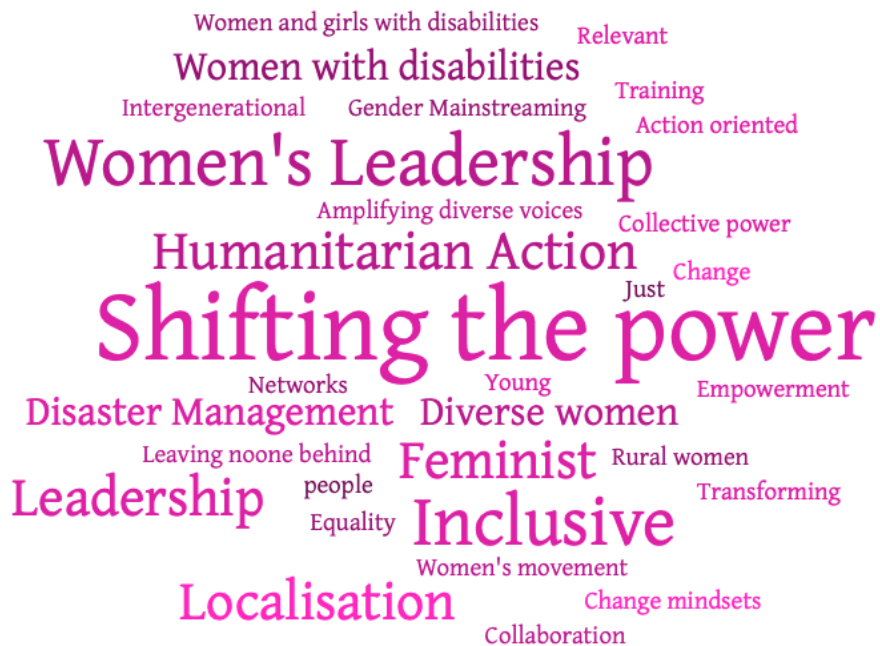 Women and girls with disabilities
Relevant
Women with disabilities
Training
Intergenerational
Gender Mainstreaming
Action oriented
Women's Leadership
Amplifying diverse voices
Collective power
Humanitarian Action
Change
Just
Shifting the power
Networks
Young
Empowerment
Disaster Management
Diverse women
Leaving noone behind
Feminist
Rural women
people
Leadership
Transforming
Equality
Inclusive
Women's movement
Localisation
Change mindsets
Collaboration